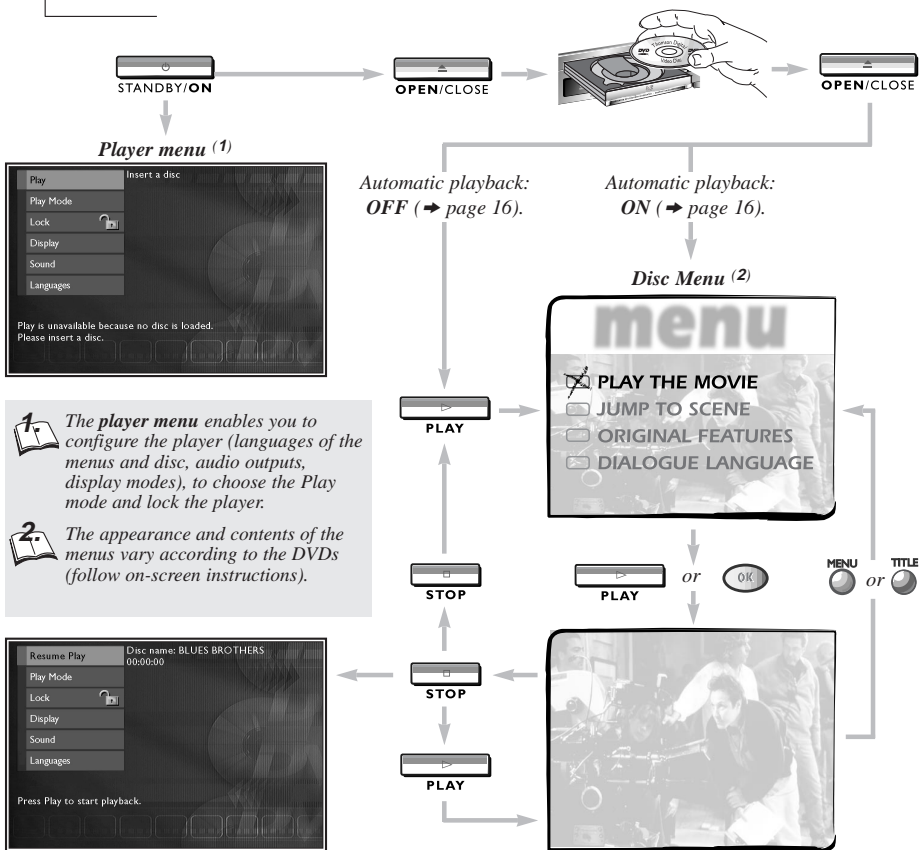 STANDBY/ON
OPEN/CLOSE
DVD Thomson Digital Video Disc
OPEN/CLOSE
Player menu (1)
Play
Play Mode
Lock
Display
Sound
Languages
Insert a disc
Play is unavailable because no disc is loaded.
Please insert a disc.
Automatic playback:
OFF (➜ page 16).
Automatic playback:
ON (➜ page 16).
Disc Menu (2)
menu
PLAY THE MOVIE
JUMP TO SCENE
ORIGINAL FEATURES
DIALOGUE LANGUAGE
PLAY
1. The player menu enables you to
configure the player (languages of the
menus and disc, audio outputs,
display modes), to choose the Play
mode and lock the player.
2. The appearance and contents of the
menus vary according to the DVDs
(follow on-screen instructions).
STOP
PLAY
or
OK
MENU
or
TITLE
STOP
PLAY
Resume Play
Play Mode
Lock
Display
Sound
Languages
Disc name: BLUES BROTHERS
00:00:00
Press Play to start playback.